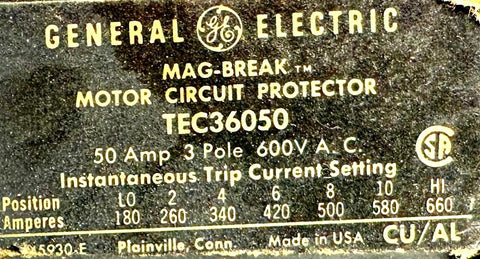 GENERAL GE ELECTRIC
MAG-BREAK™
MOTOR CIRCUIT PROTECTOR
TEC36050
50 Amp 3 Pole 600V A.C.
SA
Instantaneous Trip Current Setting
Position LO 2 4 6 8 10 HI
Amperes 180 260 340 420 500 580 660
Plainville, Conn. Made in USA CU/AL